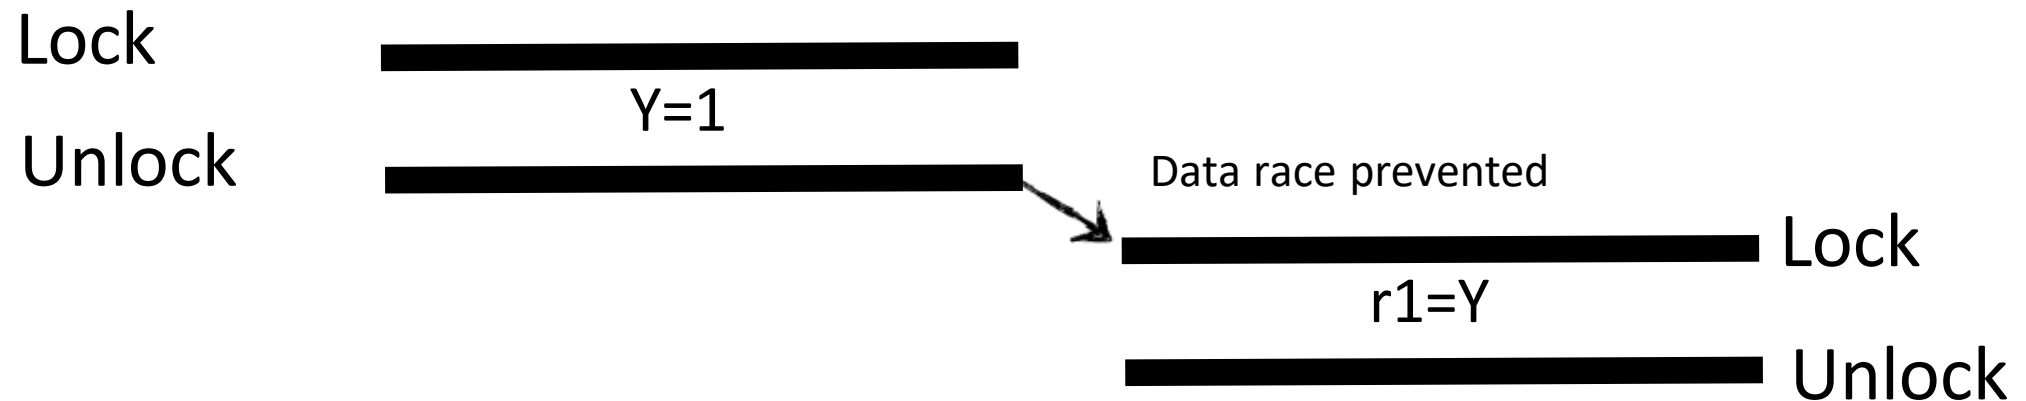 Lock
Y=1
Unlock
Data race prevented
Lock
r1=Y
Unlock